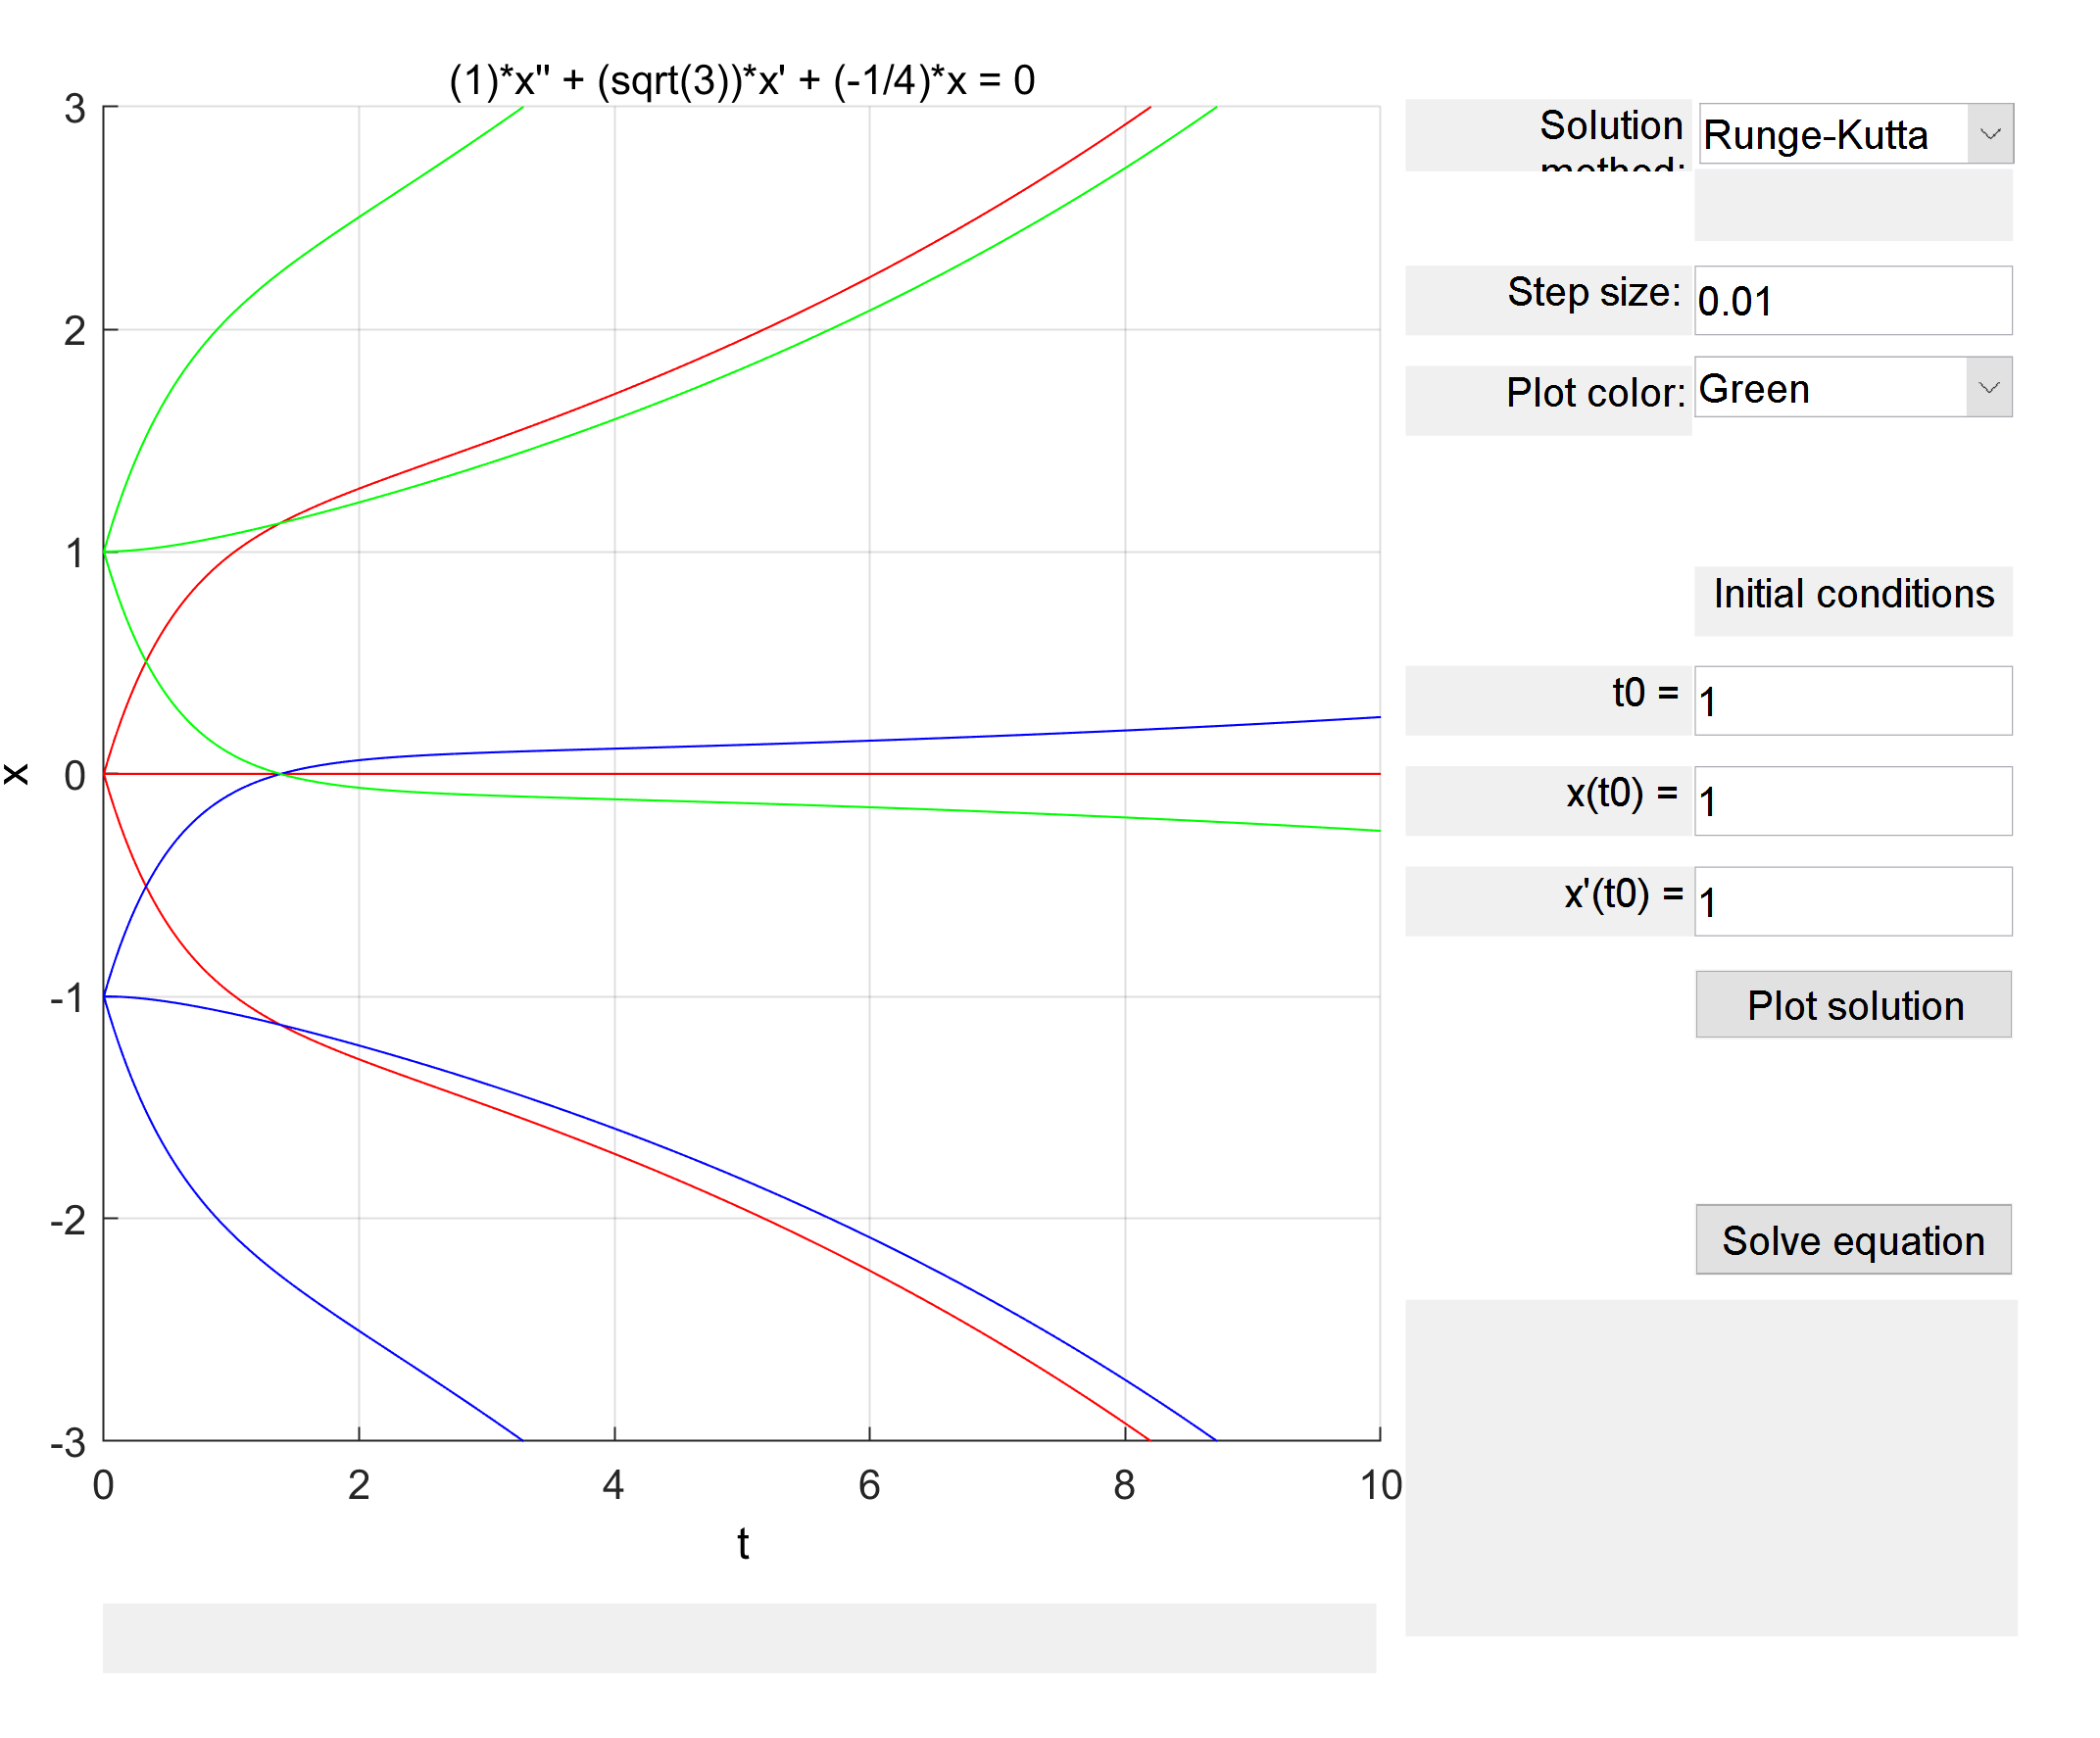 (1)*x'' + (sqrt(3))*x' + (-1/4)*x = 0
3
2
1
0
-1
-2
-3
x
0 2 4 6 8 10
t
Solution
method:
Runge-Kutta
Step size:
0.01
Plot color:
Green
Initial conditions
t0 =
1
x(t0) =
1
x'(t0) =
1
Plot solution
Solve equation